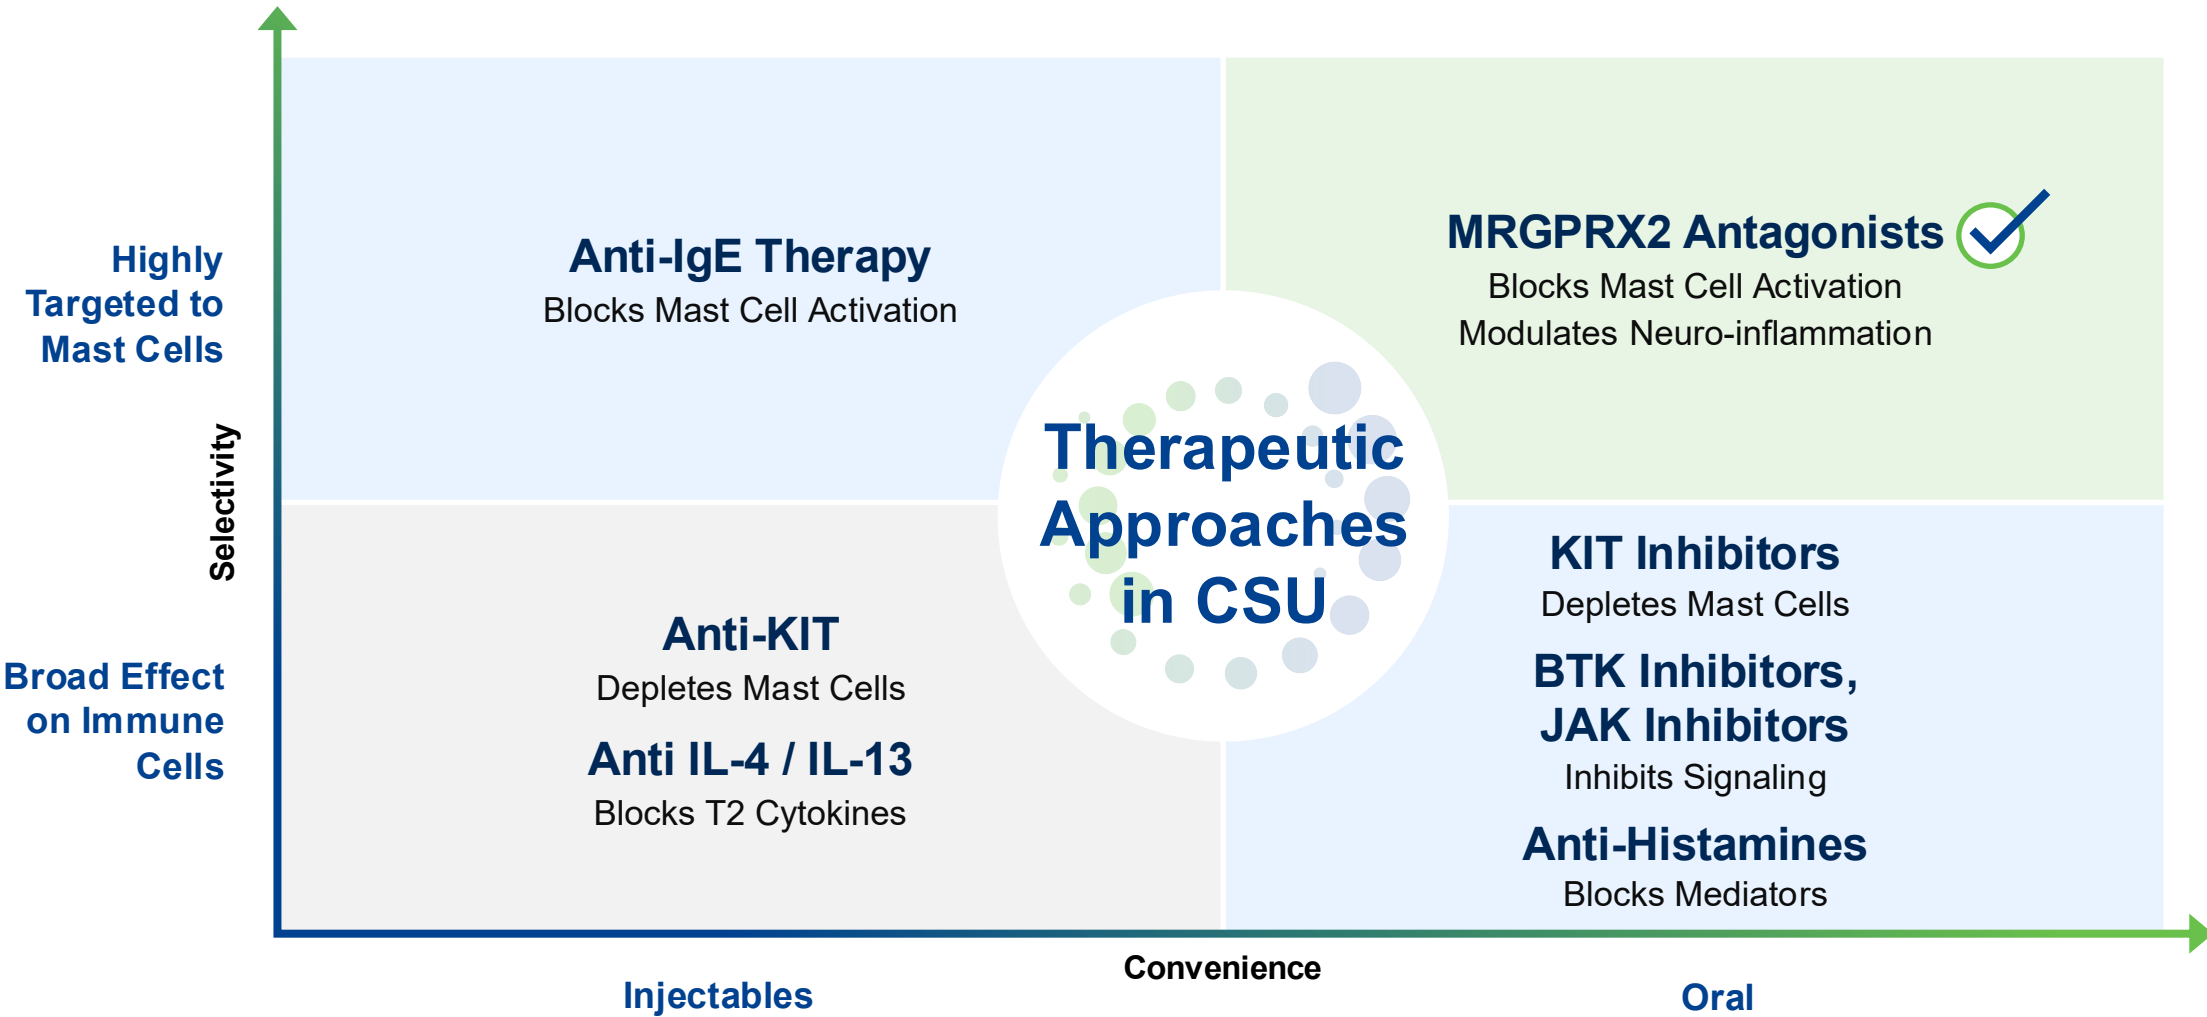 Highly
Targeted to
Mast Cells
Selectivity
Broad Effect
on Immune
Cells
Anti-IgE Therapy
Blocks Mast Cell Activation
MRGPRX2 Antagonists
Blocks Mast Cell Activation
Modulates Neuro-inflammation
Therapeutic
Approaches
in CSU
Anti-KIT
Depletes Mast Cells
Anti IL-4 / IL-13
Blocks T2 Cytokines
KIT Inhibitors
Depletes Mast Cells
BTK Inhibitors,
JAK Inhibitors
Inhibits Signaling
Anti-Histamines
Blocks Mediators
Convenience
Injectables
Oral